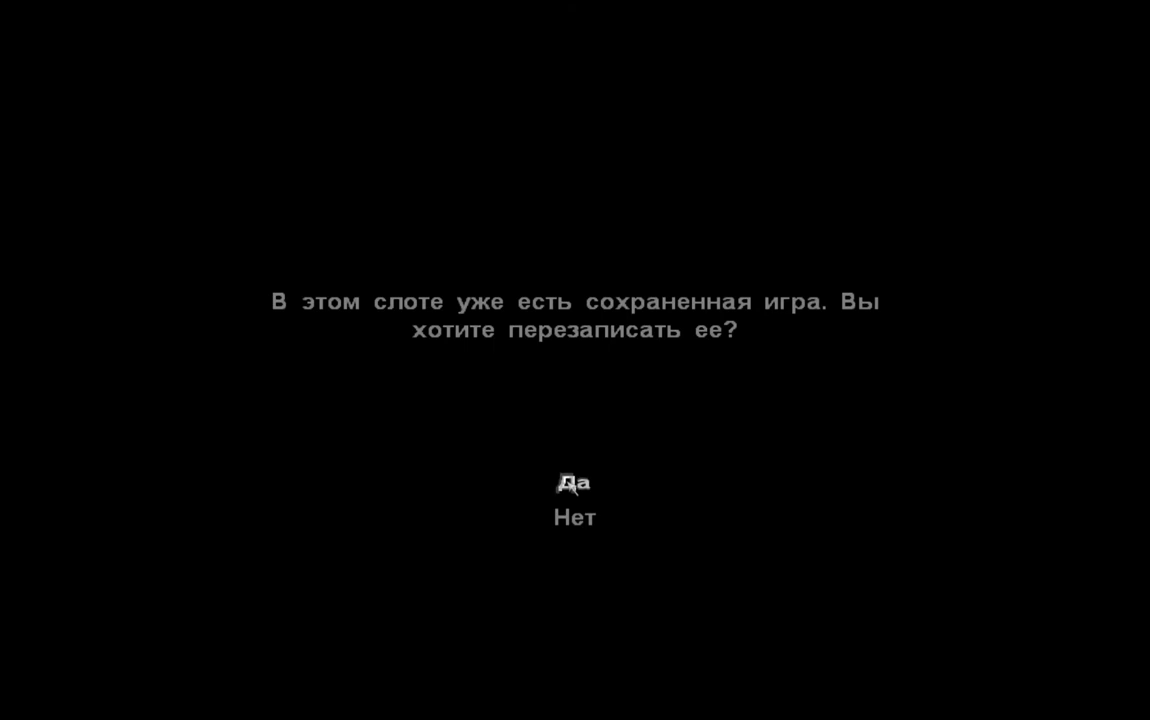 В этом слоте уже есть сохраненная игра. Вы
хотите перезаписать ее?
Да
Нет